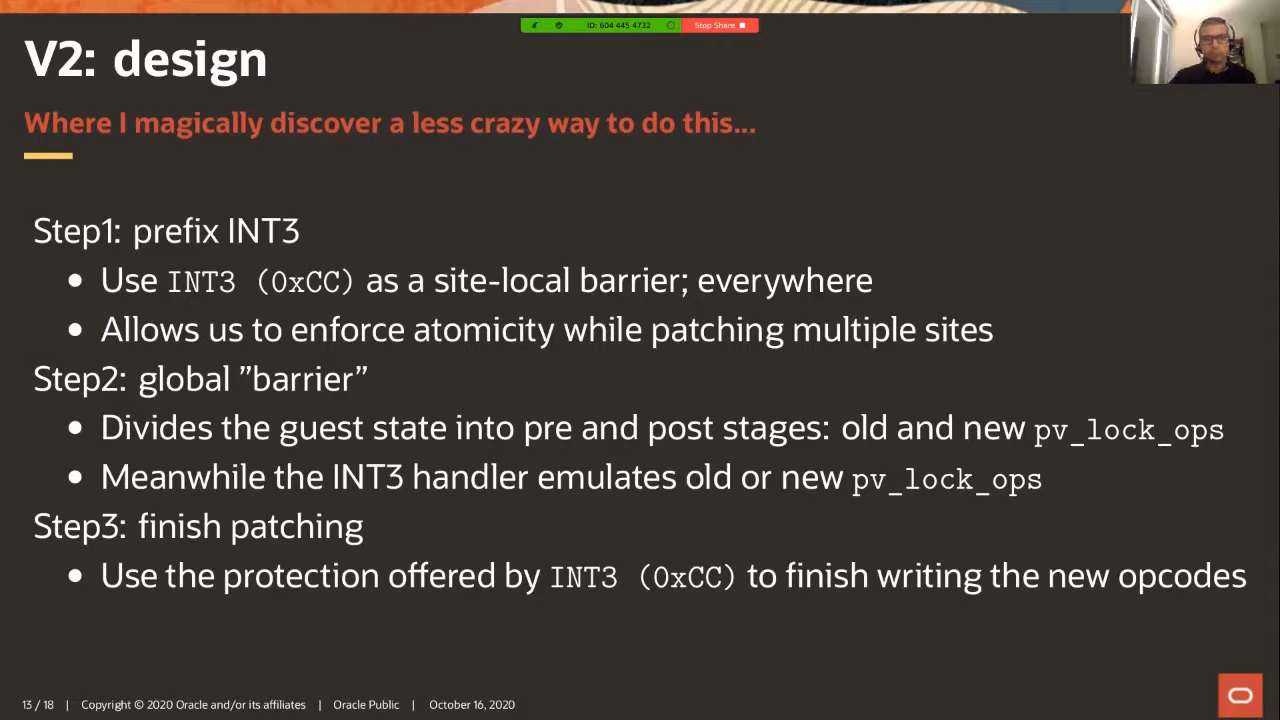 ID: 604 445 4732
Stop Share
V2: design
Where I magically discover a less crazy way to do this...
Step1: prefix INT3
• Use INT3 (0xCC) as a site-local barrier; everywhere
• Allows us to enforce atomicity while patching multiple sites
Step2: global ”barrier”
• Divides the guest state into pre and post stages: old and new pv_lock_ops
• Meanwhile the INT3 handler emulates old or new pv_lock_ops
Step3: finish patching
• Use the protection offered by INT3 (0xCC) to finish writing the new opcodes
13 / 18 | Copyright © 2020 Oracle and/or its affiliates | Oracle Public | October 16, 2020